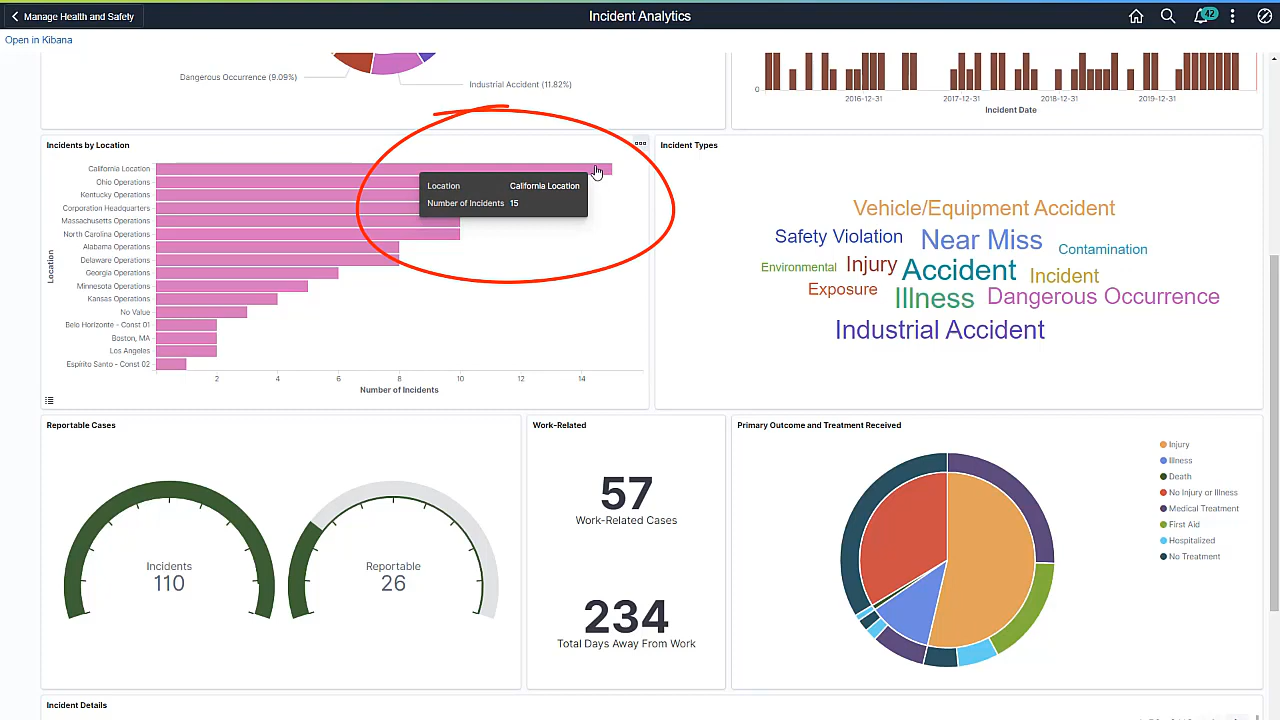 Manage Health and Safety
Incident Analytics
42
Open in Kibana
Dangerous Occurrence (9.09%)
Industrial Accident (11.82%)
0
2016-12-31 2017-12-31 2018-12-31 2019-12-31
Incident Date
Incidents by Location
California Location
Ohio Operations
Kentucky Operations
Corporation Headquarters
Massachusetts Operations
North Carolina Operations
Alabama Operations
Delaware Operations
Georgia Operations
Minnesota Operations
Kansas Operations
No Value
Belo Horizonte - Const 01
Boston, MA
Los Angeles
Espírito Santo - Const 02
Location
2 4 6 8 10 12 14
Number of Incidents
Location California Location
Number of Incidents 15
Incident Types
Vehicle/Equipment Accident
Safety Violation Near Miss Contamination
Environmental Injury Accident Incident
Exposure Illness Dangerous Occurrence
Industrial Accident
Reportable Cases
Incidents
110
Reportable
26
Work-Related
57
Work-Related Cases
234
Total Days Away From Work
Primary Outcome and Treatment Received
Injury
Illness
Death
No Injury or Illness
Medical Treatment
First Aid
Hospitalized
No Treatment
Incident Details